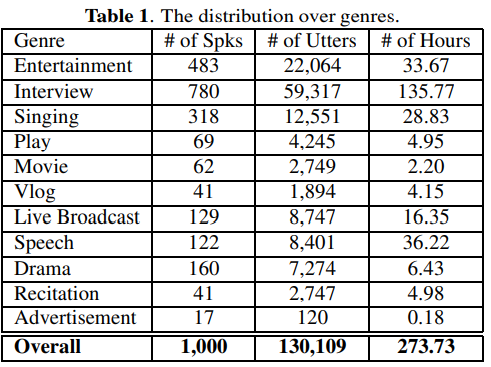 Table 1. The distribution over genres.
Genre # of Spks # of Utters # of Hours
Entertainment 483 22,064 33.67
Interview 780 59,317 135.77
Singing 318 12,551 28.83
Play 69 4,245 4.95
Movie 62 2,749 2.20
Vlog 41 1,894 4.15
Live Broadcast 129 8,747 16.35
Speech 122 8,401 36.22
Drama 160 7,274 6.43
Recitation 41 2,747 4.98
Advertisement 17 120 0.18
Overall 1,000 130,109 273.73